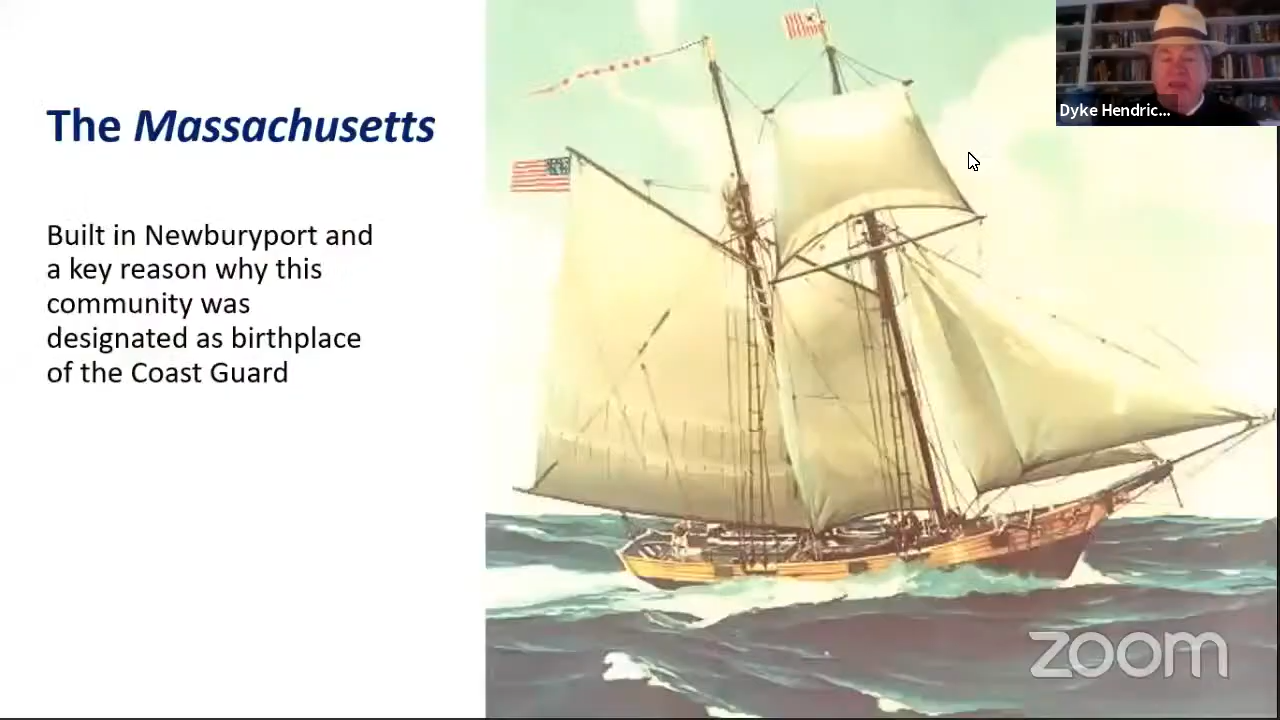 The Massachusetts
Built in Newburyport and
a key reason why this
community was
designated as birthplace
of the Coast Guard
Dyke Hendric...
zoom